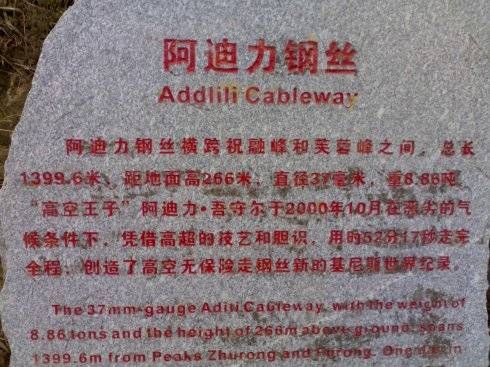 阿迪力钢丝
Addlili Cableway
阿迪力钢丝横跨祝融峰和芙蓉峰之间，总长
1399.6米，距地面高266米，直径37毫米，重8.86吨。
“高空王子”阿迪力·吾守尔于2000年10月在恶劣的气
候条件下，凭借高超的技艺和胆识，用时52分17秒走完
全程，创造了高空无保险走钢丝新的基尼斯世界纪录。
The 37mm-gauge Adili Cableway, with the weight of
8.86 tons and the height of 266m above ground, spans
1399.6m from Peaks Zhurong and Furong. One